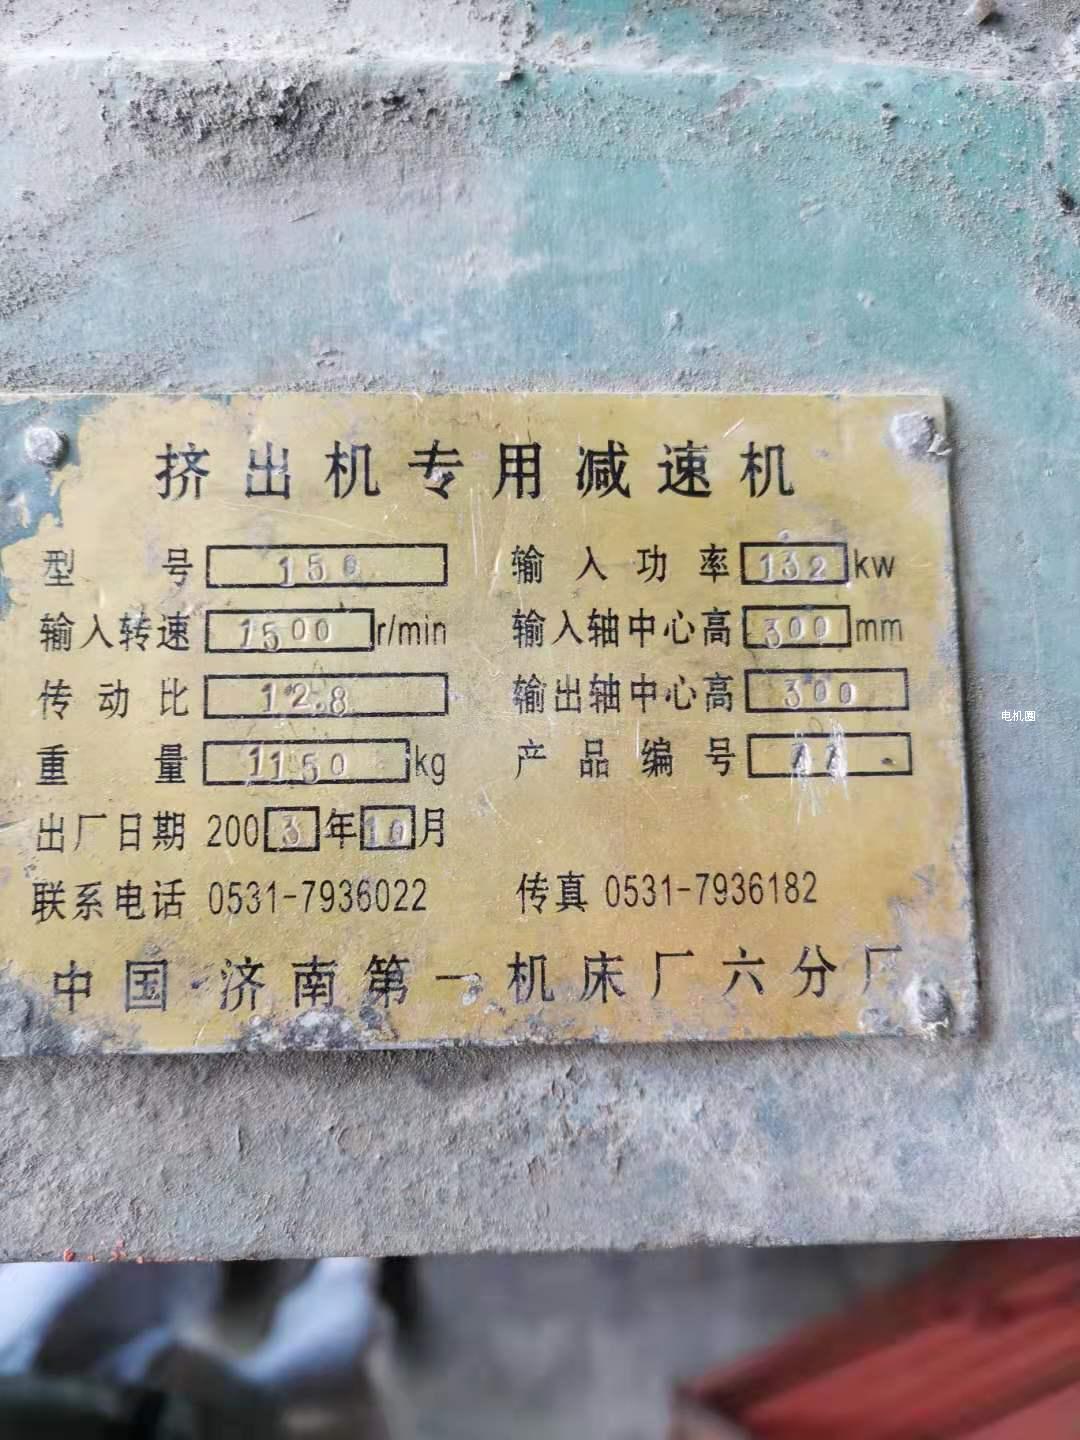 挤出机专用减速机
型号 150 输入功率 132 kw
输入转速 1500 r/min 输入轴中心高 300 mm
传动比 12.8 输出轴中心高 300
重量 1150 kg 产品编号
出厂日期 2003年10月
联系电话 0531-7936022 传真 0531-7936182
中国·济南第一机床厂六分厂
电机圈